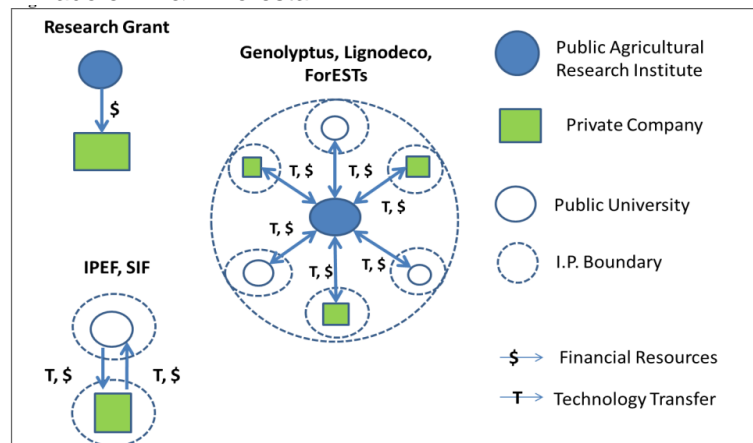 Research Grant
$
Genolyptus, Lignodeco,
ForESTs
T, $
T, $
T, $
T, $
T, $
T, $
T, $
IPEF, SIF
T, $
T, $
Public Agricultural
Research Institute
Private Company
Public University
I.P. Boundary
$
Financial Resources
T
Technology Transfer